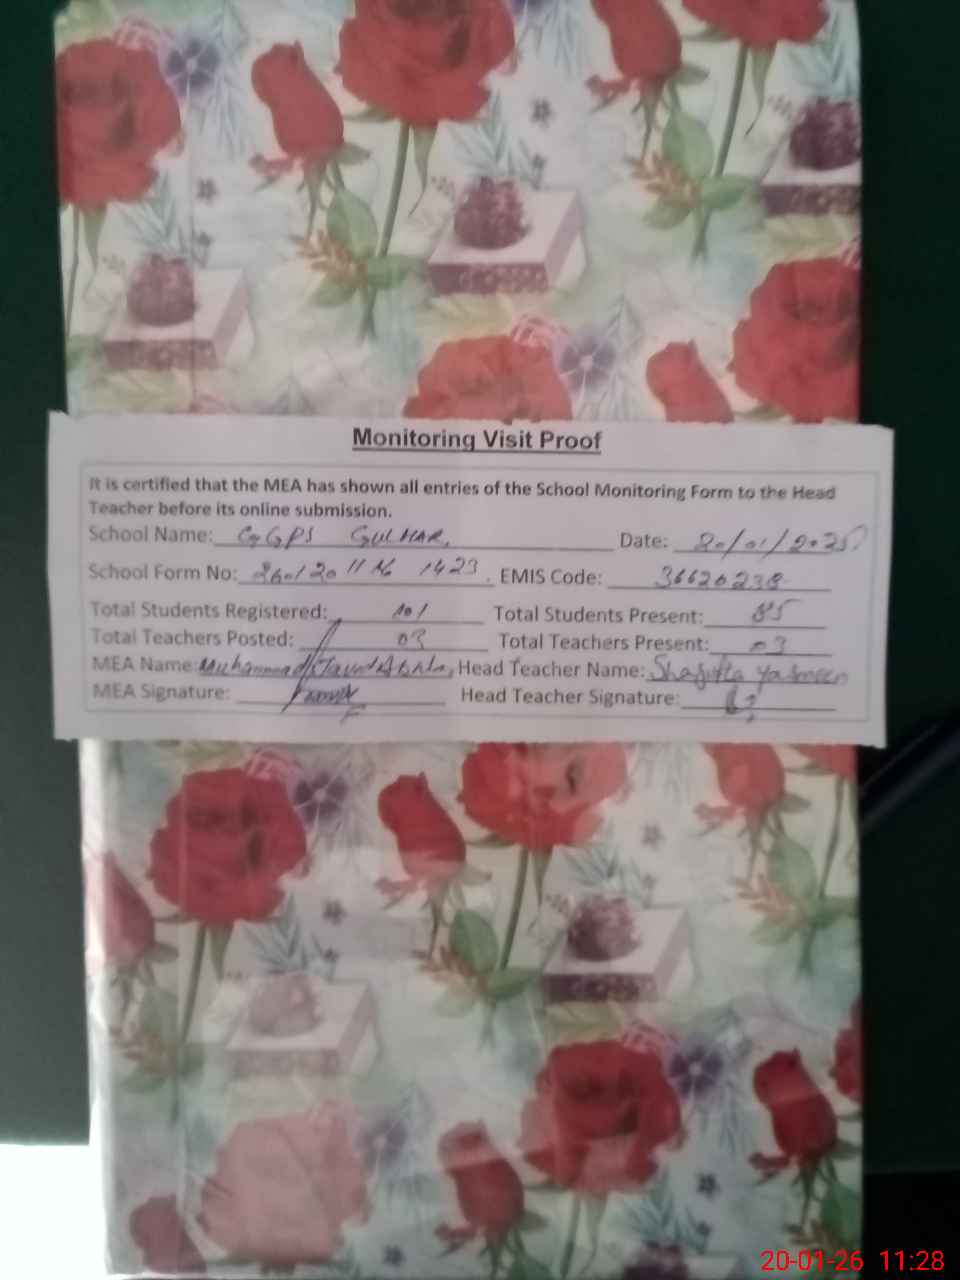 Monitoring Visit Proof
It is certified that the MEA has shown all entries of the School Monitoring Form to the Head
Teacher before its online submission.
School Name: GGPS GULHAR. Date: 20/01/2025
School Form No: EMIS Code: 36620238
Total Students Registered: 101 Total Students Present: 85
Total Teachers Posted: 03 Total Teachers Present: 03
MEA Name: Muhammad Head Teacher Name: Shagufta Yasmeen
MEA Signature: Head Teacher Signature:
20-01-26 11:28